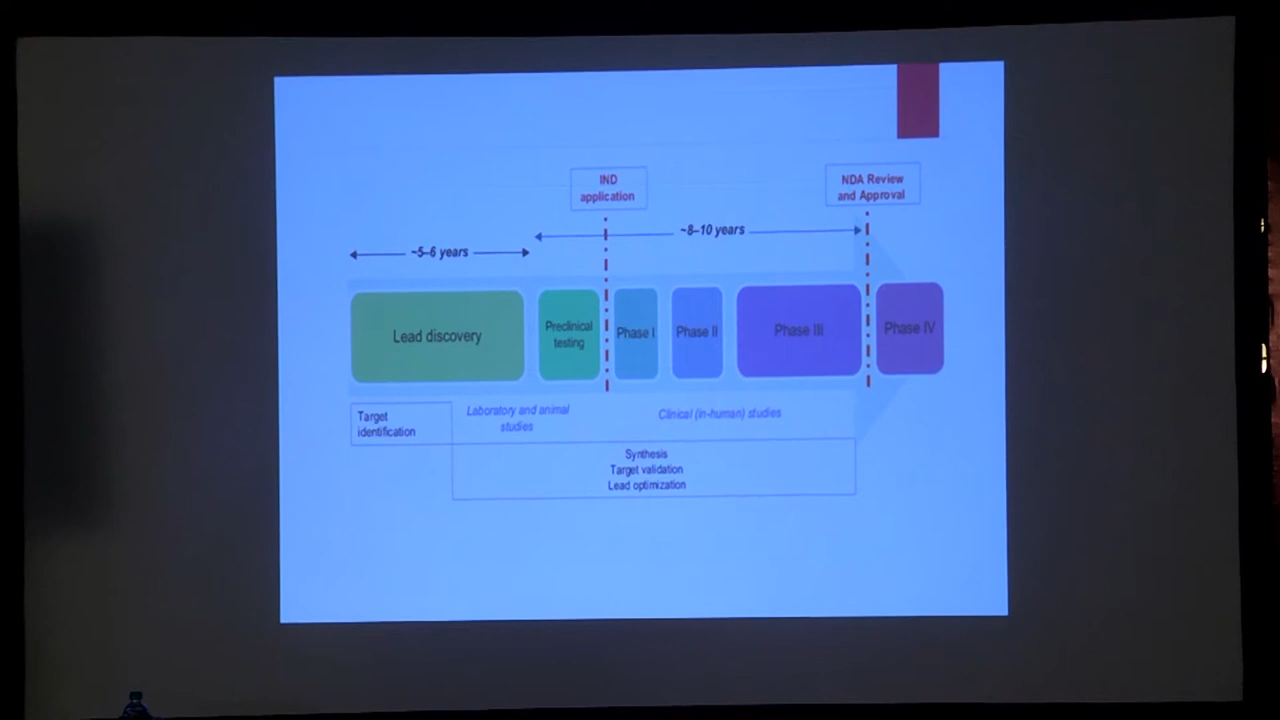 IND
application
NDA Review
and Approval
~5–6 years
~8–10 years
Lead discovery
Preclinical
testing
Phase I
Phase II
Phase III
Phase IV
Target
identification
Laboratory and animal
studies
Clinical (in-human) studies
Synthesis
Target validation
Lead optimization